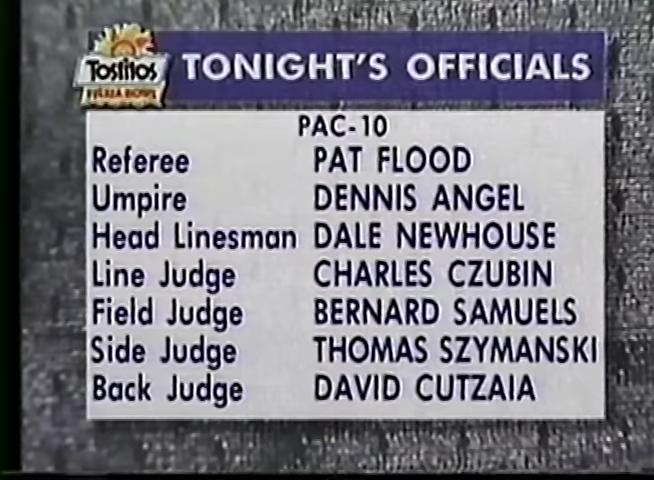 Tostitos
FIESTA BOWL
TONIGHT'S OFFICIALS
PAC-10
Referee PAT FLOOD
Umpire DENNIS ANGEL
Head Linesman DALE NEWHOUSE
Line Judge CHARLES CZUBIN
Field Judge BERNARD SAMUELS
Side Judge THOMAS SZYMANSKI
Back Judge DAVID CUTZAIA